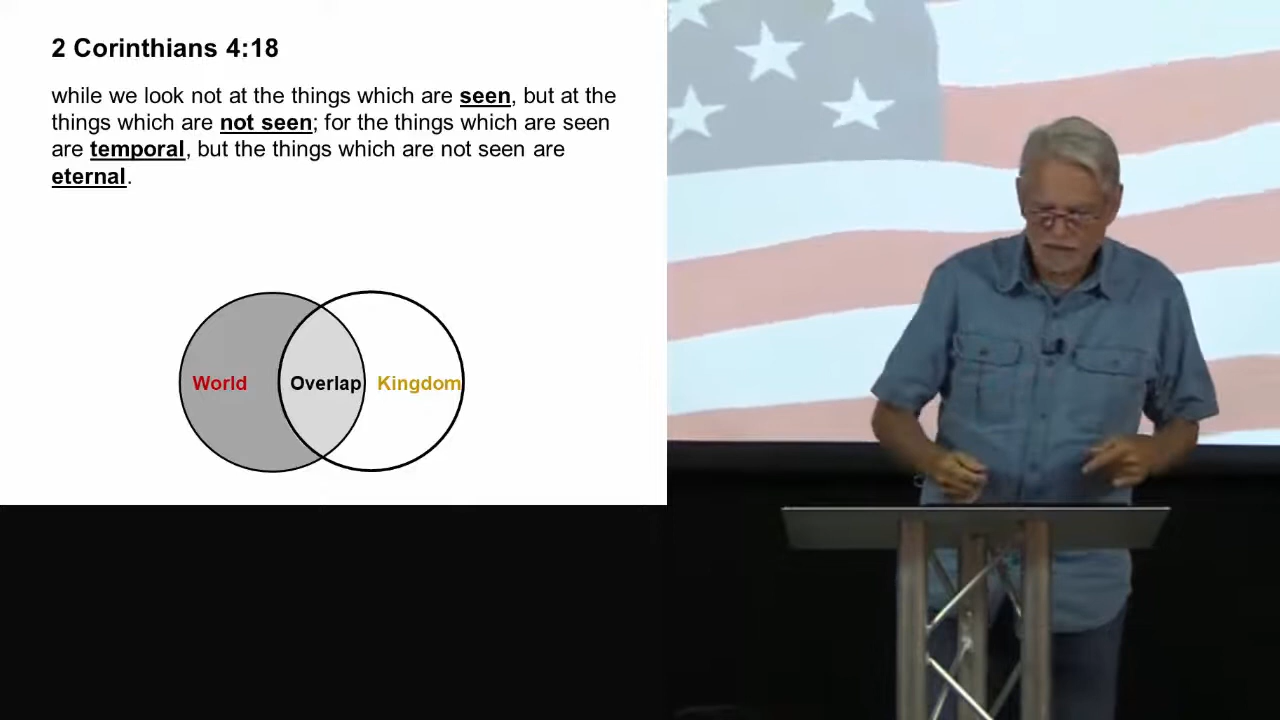 2 Corinthians 4:18
while we look not at the things which are seen, but at the
things which are not seen; for the things which are seen
are temporal, but the things which are not seen are
eternal.
World Overlap Kingdom